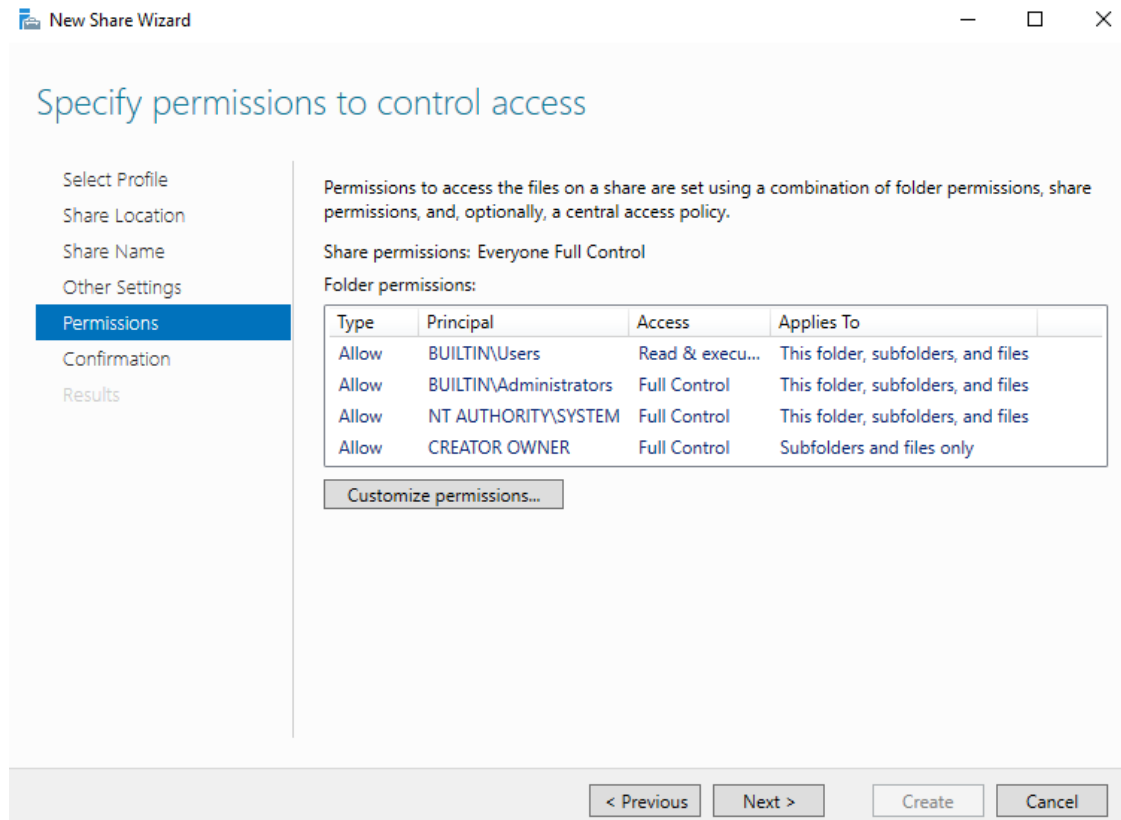 New Share Wizard
Specify permissions to control access
Select Profile
Share Location
Share Name
Other Settings
Permissions
Confirmation
Results
Permissions to access the files on a share are set using a combination of folder permissions, share
permissions, and, optionally, a central access policy.
Share permissions: Everyone Full Control
Folder permissions:
Type Principal Access Applies To
Allow BUILTIN\Users Read & execu... This folder, subfolders, and files
Allow BUILTIN\Administrators Full Control This folder, subfolders, and files
Allow NT AUTHORITY\SYSTEM Full Control This folder, subfolders, and files
Allow CREATOR OWNER Full Control Subfolders and files only
Customize permissions...
< Previous Next > Create Cancel